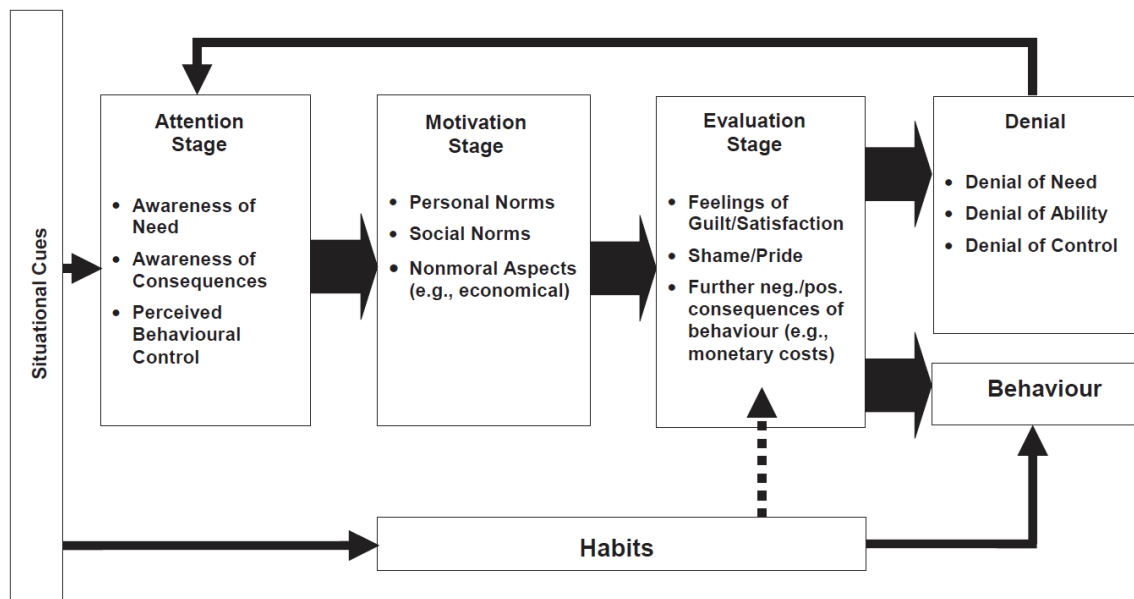 Situational Cues
Attention
Stage
• Awareness of
Need
• Awareness of
Consequences
• Perceived
Behavioural
Control
Motivation
Stage
• Personal Norms
• Social Norms
• Nonmoral Aspects
(e.g., economical)
Evaluation
Stage
• Feelings of
Guilt/Satisfaction
• Shame/Pride
• Further neg./pos.
consequences of
behaviour (e.g.,
monetary costs)
Denial
• Denial of Need
• Denial of Ability
• Denial of Control
Behaviour
Habits